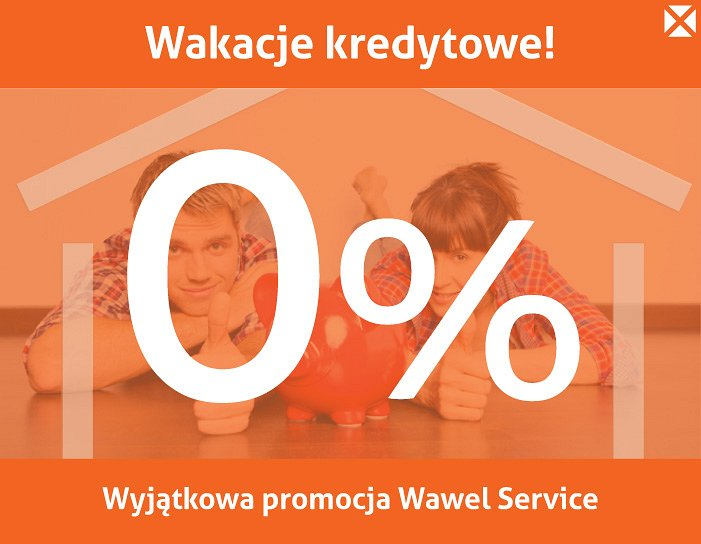 Wakacje kredytowe!
0%
Wyjątkowa promocja Wawel Service